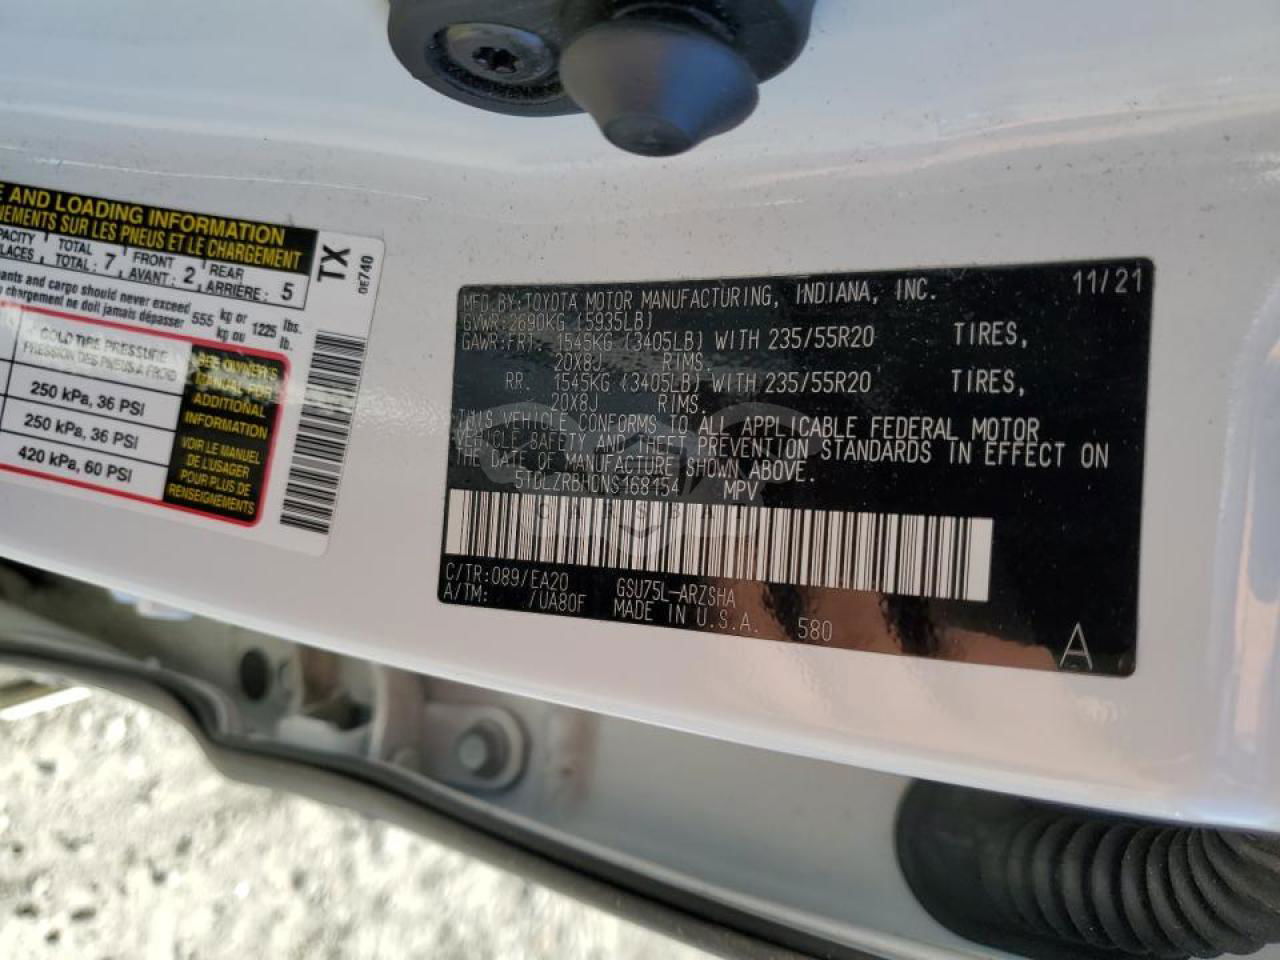 E AND LOADING INFORMATION
NEMENTS SUR LES PNEUS ET LE CHARGEMENT
TX
0E740
PACITY TOTAL 7 FRONT 2 REAR 5
LACES TOTAL: AVANT: ARRIÈRE:
pants and cargo should never exceed 555 kg or 1225 lbs.
chargement ne doit jamais dépasser kg ou lb.
COLD TIRE PRESSURE
PRESSION DES PNEUS À FROID
250 kPa, 36 PSI
250 kPa, 36 PSI
420 kPa, 60 PSI
SEE OWNER'S
MANUAL FOR
ADDITIONAL
INFORMATION
VOIR LE MANUEL
DE L'USAGER
POUR PLUS DE
RENSEIGNEMENTS
MFD.BY:TOYOTA MOTOR MANUFACTURING, INDIANA, INC. 11/21
GVWR:2690KG (5935LB)
GAWR:FRT. 1545KG (3405LB) WITH 235/55R20 TIRES,
20X8J RIMS.
RR. 1545KG (3405LB) WITH 235/55R20 TIRES,
20X8J RIMS.
THIS VEHICLE CONFORMS TO ALL APPLICABLE FEDERAL MOTOR
VEHICLE SAFETY AND THEFT PREVENTION STANDARDS IN EFFECT ON
THE DATE OF MANUFACTURE SHOWN ABOVE.
5TDLZRBH0NS168154 MPV
C/TR:089/EA20 GSU75L-ARZSHA
A/TM: /UA80F MADE IN U.S.A. 580
A